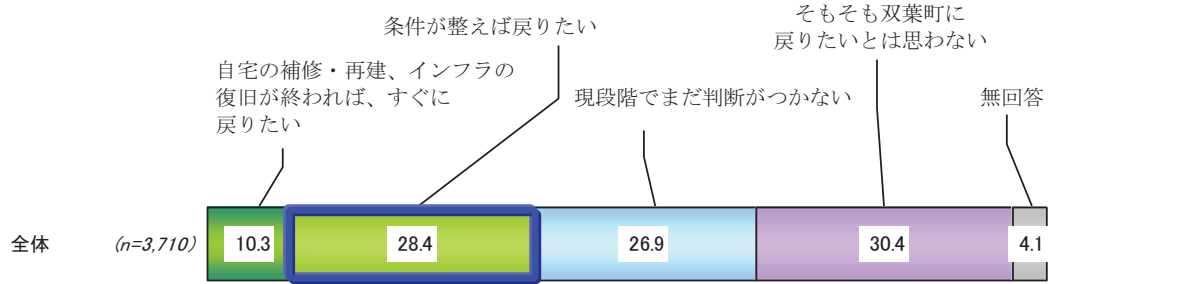 条件が整えば戻りたい
そもそも双葉町に
戻りたいとは思わない
自宅の補修・再建、インフラの
復旧が終われば、すぐに
戻りたい
現段階でまだ判断がつかない
無回答
全体 (n=3,710) 10.3 28.4 26.9 30.4 4.1